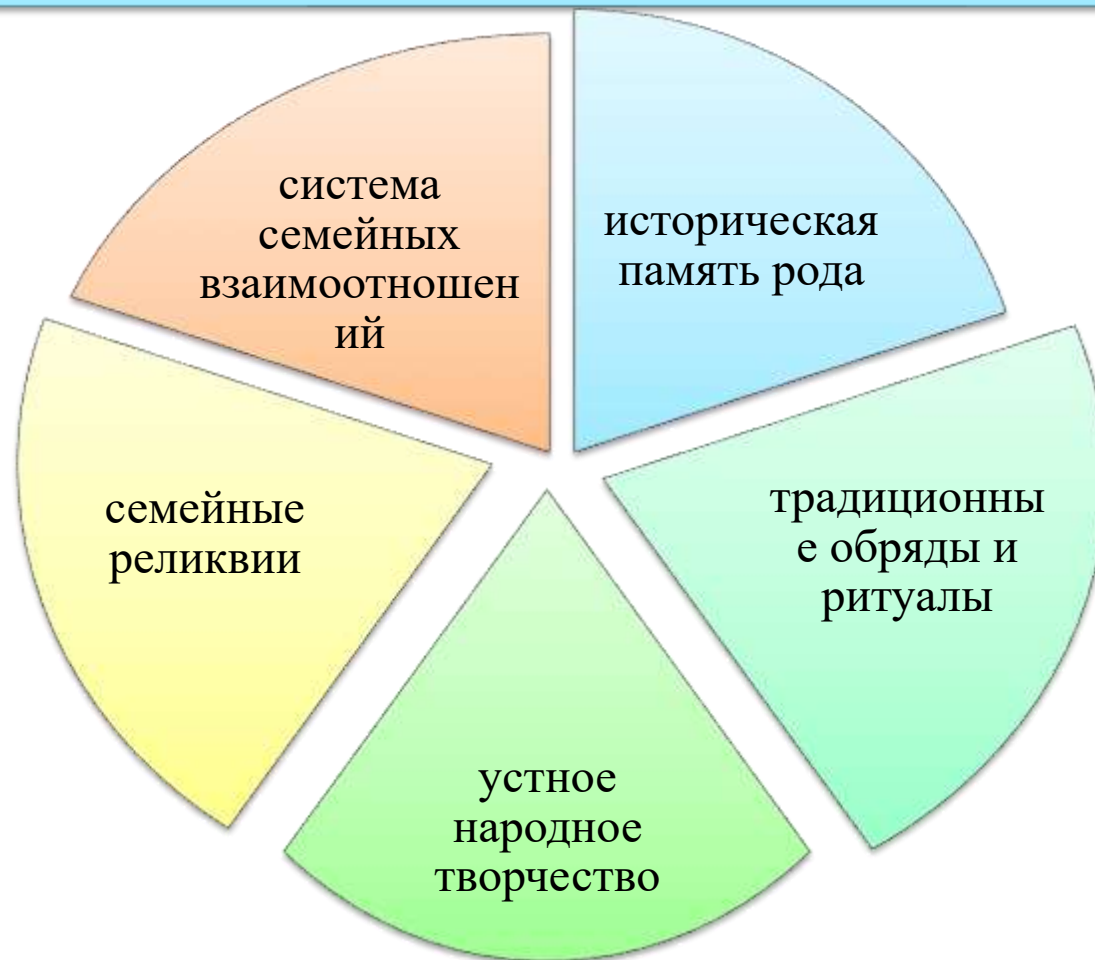 система
семейных
взаимоотношен
ий
историческая
память рода
семейные
реликвии
традиционны
е обряды и
ритуалы
устное
народное
творчество